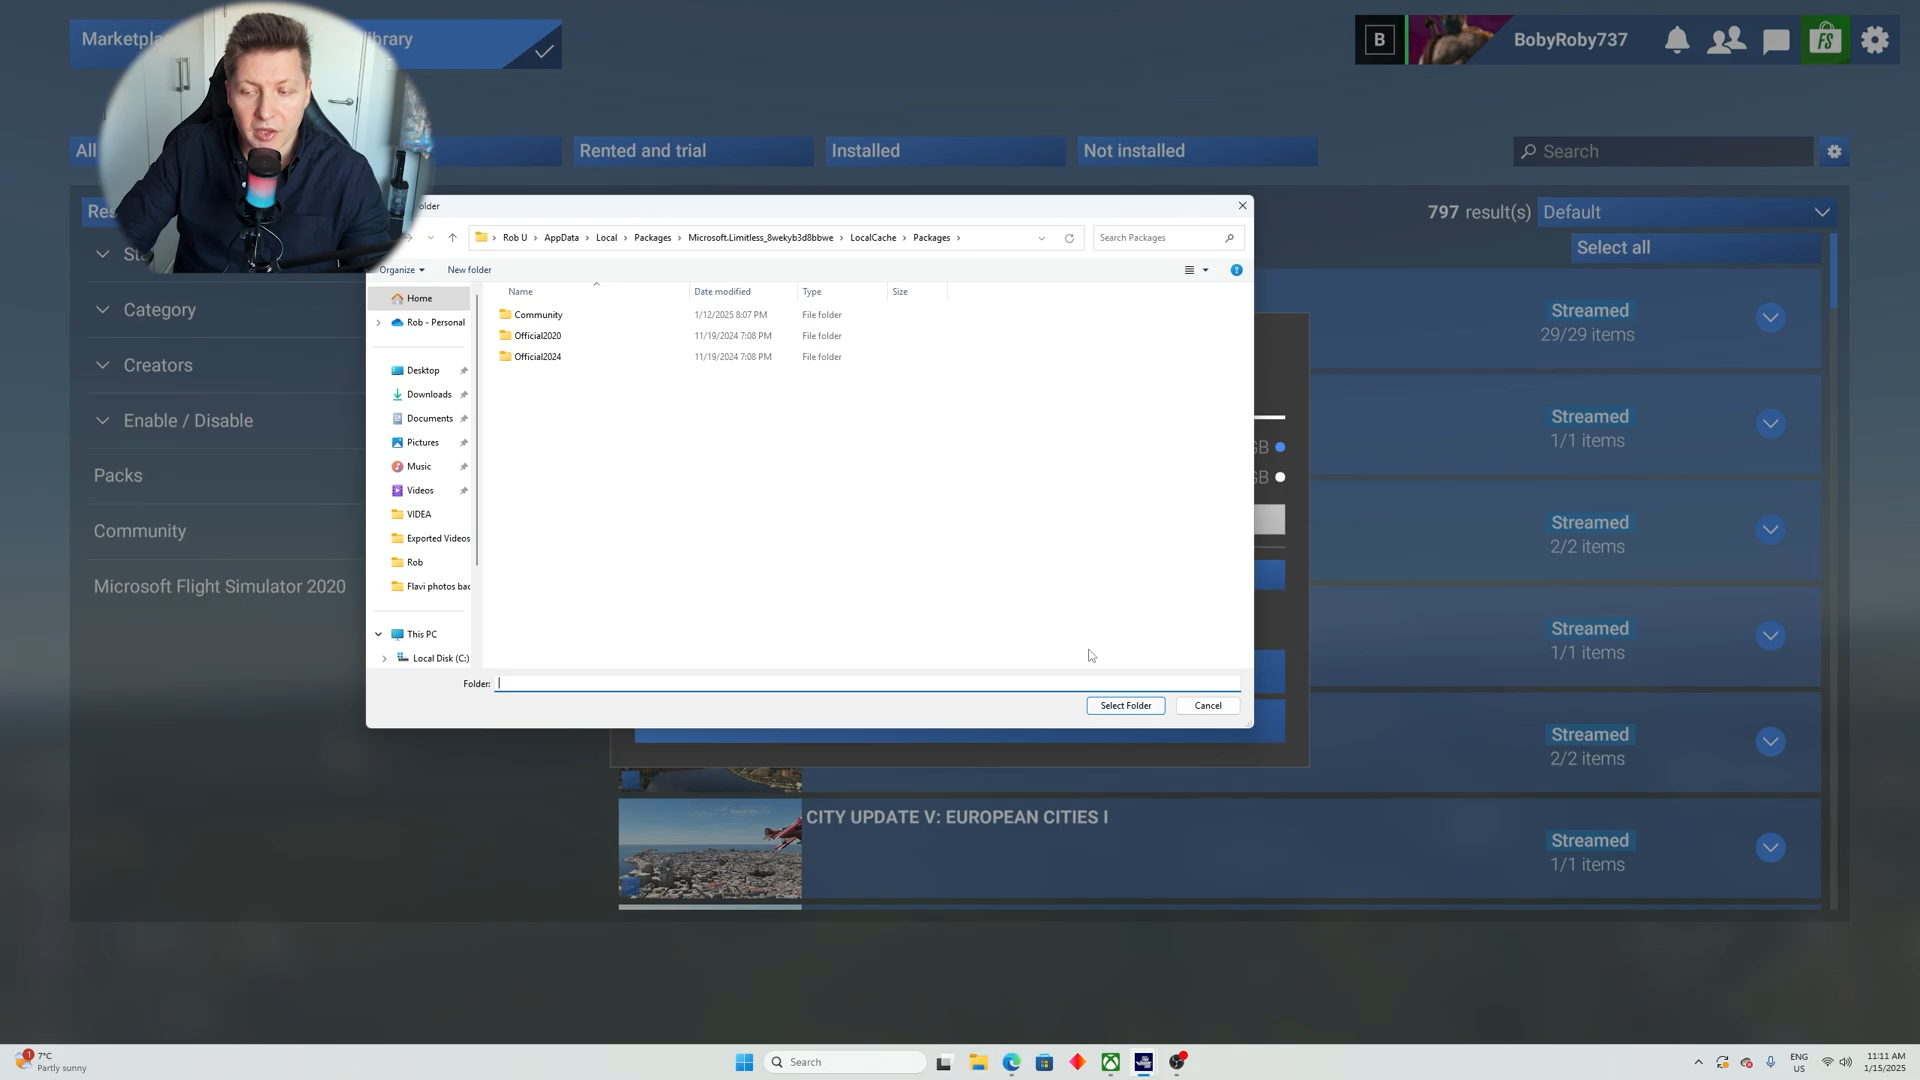 Marketpla
ibrary
B
BobyRoby737
FS
All
Rented and trial
Installed
Not installed
Search
Res
797 result(s)
Default
Select all
Category
Creators
Enable / Disable
Packs
Community
Microsoft Flight Simulator 2020
older
Rob U › AppData › Local › Packages › Microsoft.Limitless_8wekyb3d8bbwe › LocalCache › Packages ›
Search Packages
Organize
New folder
Home
Rob - Personal
Desktop
Downloads
Documents
Pictures
Music
Videos
VIDEA
Exported Videos
Rob
Flavi photos bac
This PC
Local Disk (C:)
Name Date modified Type Size
Community 1/12/2025 8:07 PM File folder
Official2020 11/19/2024 7:08 PM File folder
Official2024 11/19/2024 7:08 PM File folder
Folder:
Select Folder
Cancel
GB
GB
Streamed
29/29 items
Streamed
1/1 items
Streamed
2/2 items
Streamed
1/1 items
Streamed
2/2 items
CITY UPDATE V: EUROPEAN CITIES I
Streamed
1/1 items
1
7°C
Partly sunny
Search
ENG
US
11:11 AM
1/15/2025